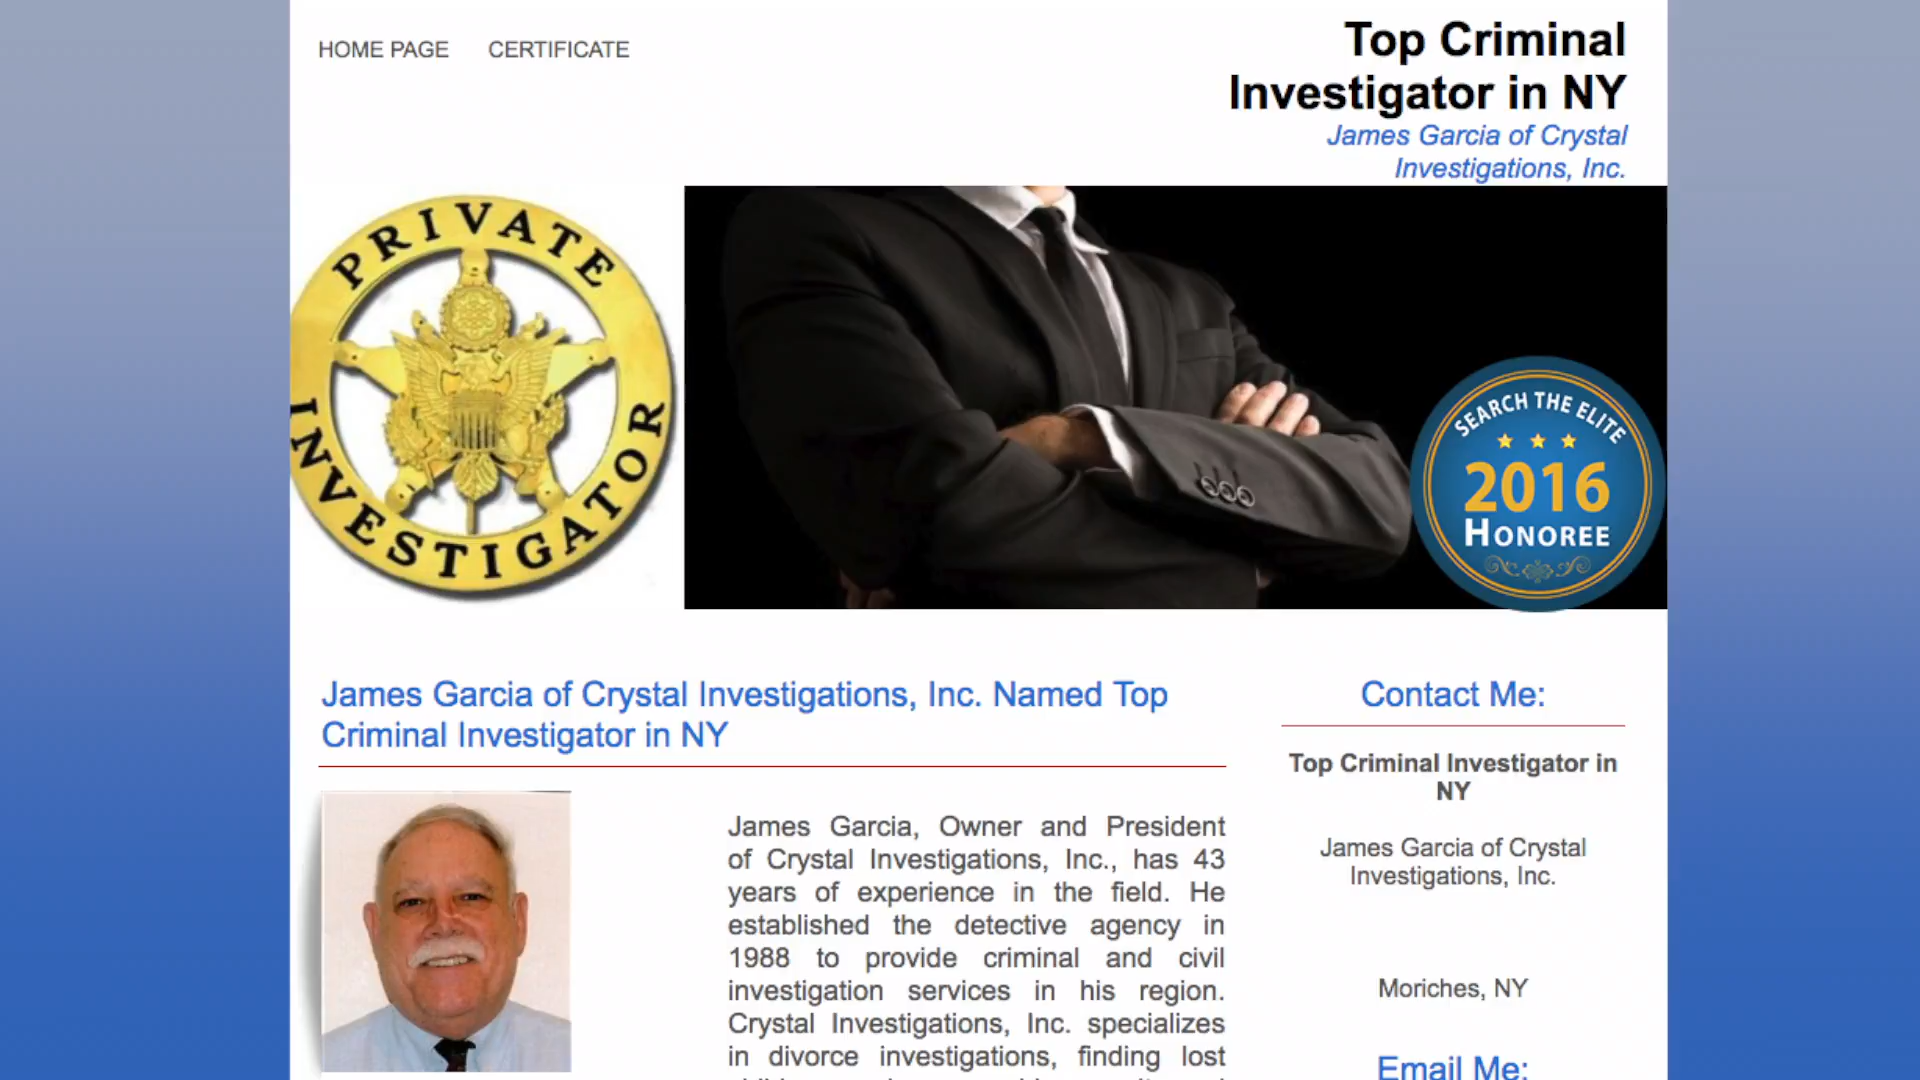 HOME PAGE CERTIFICATE
Top Criminal
Investigator in NY
James Garcia of Crystal
Investigations, Inc.
PRIVATE
INVESTIGATOR
SEARCH THE ELITE
2016
HONOREE
James Garcia of Crystal Investigations, Inc. Named Top
Criminal Investigator in NY
James Garcia, Owner and President
of Crystal Investigations, Inc., has 43
years of experience in the field. He
established the detective agency in
1988 to provide criminal and civil
investigation services in his region.
Crystal Investigations, Inc. specializes
in divorce investigations, finding lost
Contact Me:
Top Criminal Investigator in
NY
James Garcia of Crystal
Investigations, Inc.
Moriches, NY
Email Me: